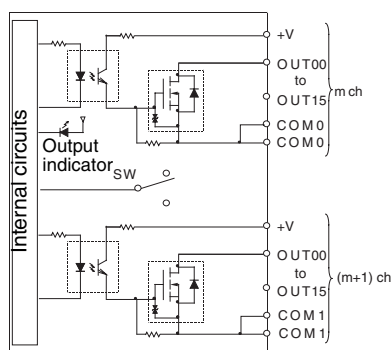 Internal circuits
+V
OUT00
to
OUT15
COM0
COM0
m ch
Output
indicator
SW
+V
OUT00
to
OUT15
COM1
COM1
(m+1) ch